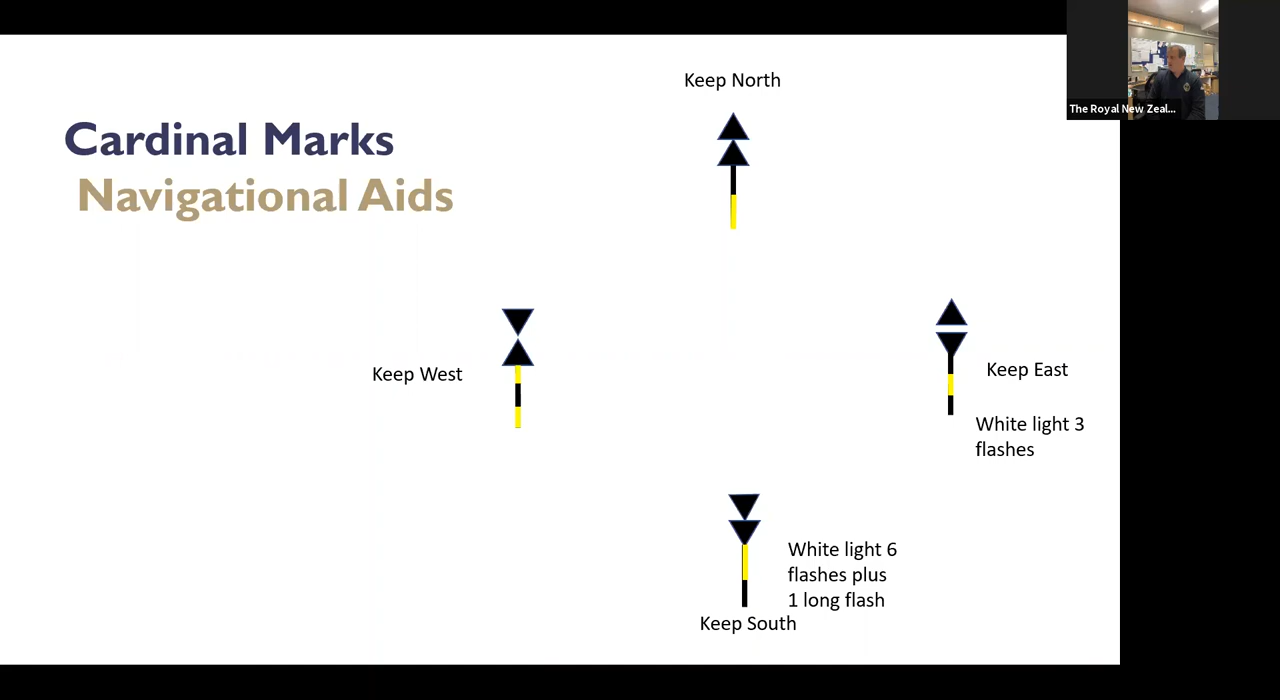 The Royal New Zeal...
Cardinal Marks
Navigational Aids
Keep North
Keep West
Keep East
White light 3
flashes
White light 6
flashes plus
1 long flash
Keep South